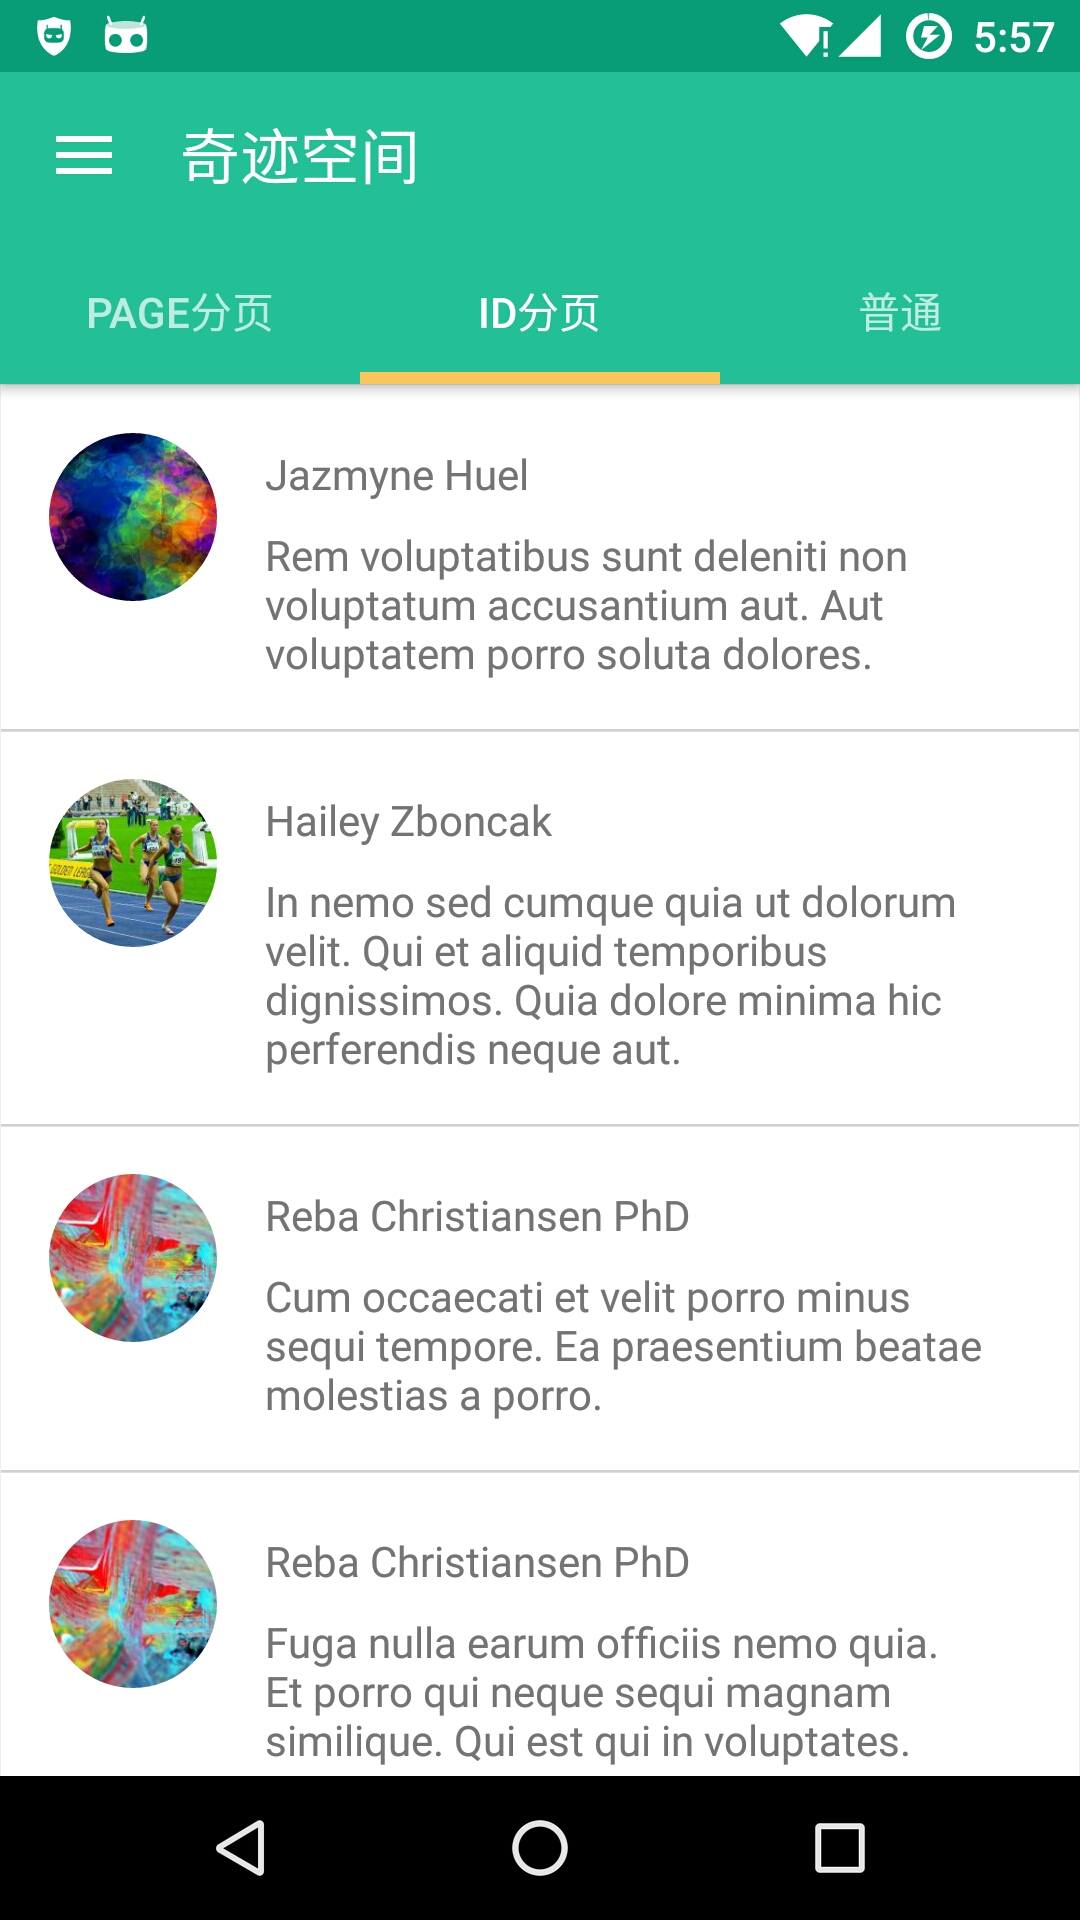 5:57
奇迹空间
PAGE分页
ID分页
普通
Jazmyne Huel
Rem voluptatibus sunt deleniti non
voluptatum accusantium aut. Aut
voluptatem porro soluta dolores.
Hailey Zboncak
In nemo sed cumque quia ut dolorum
velit. Qui et aliquid temporibus
dignissimos. Quia dolore minima hic
perferendis neque aut.
Reba Christiansen PhD
Cum occaecati et velit porro minus
sequi tempore. Ea praesentium beatae
molestias a porro.
Reba Christiansen PhD
Fuga nulla earum officiis nemo quia.
Et porro qui neque sequi magnam
similique. Qui est qui in voluptates.